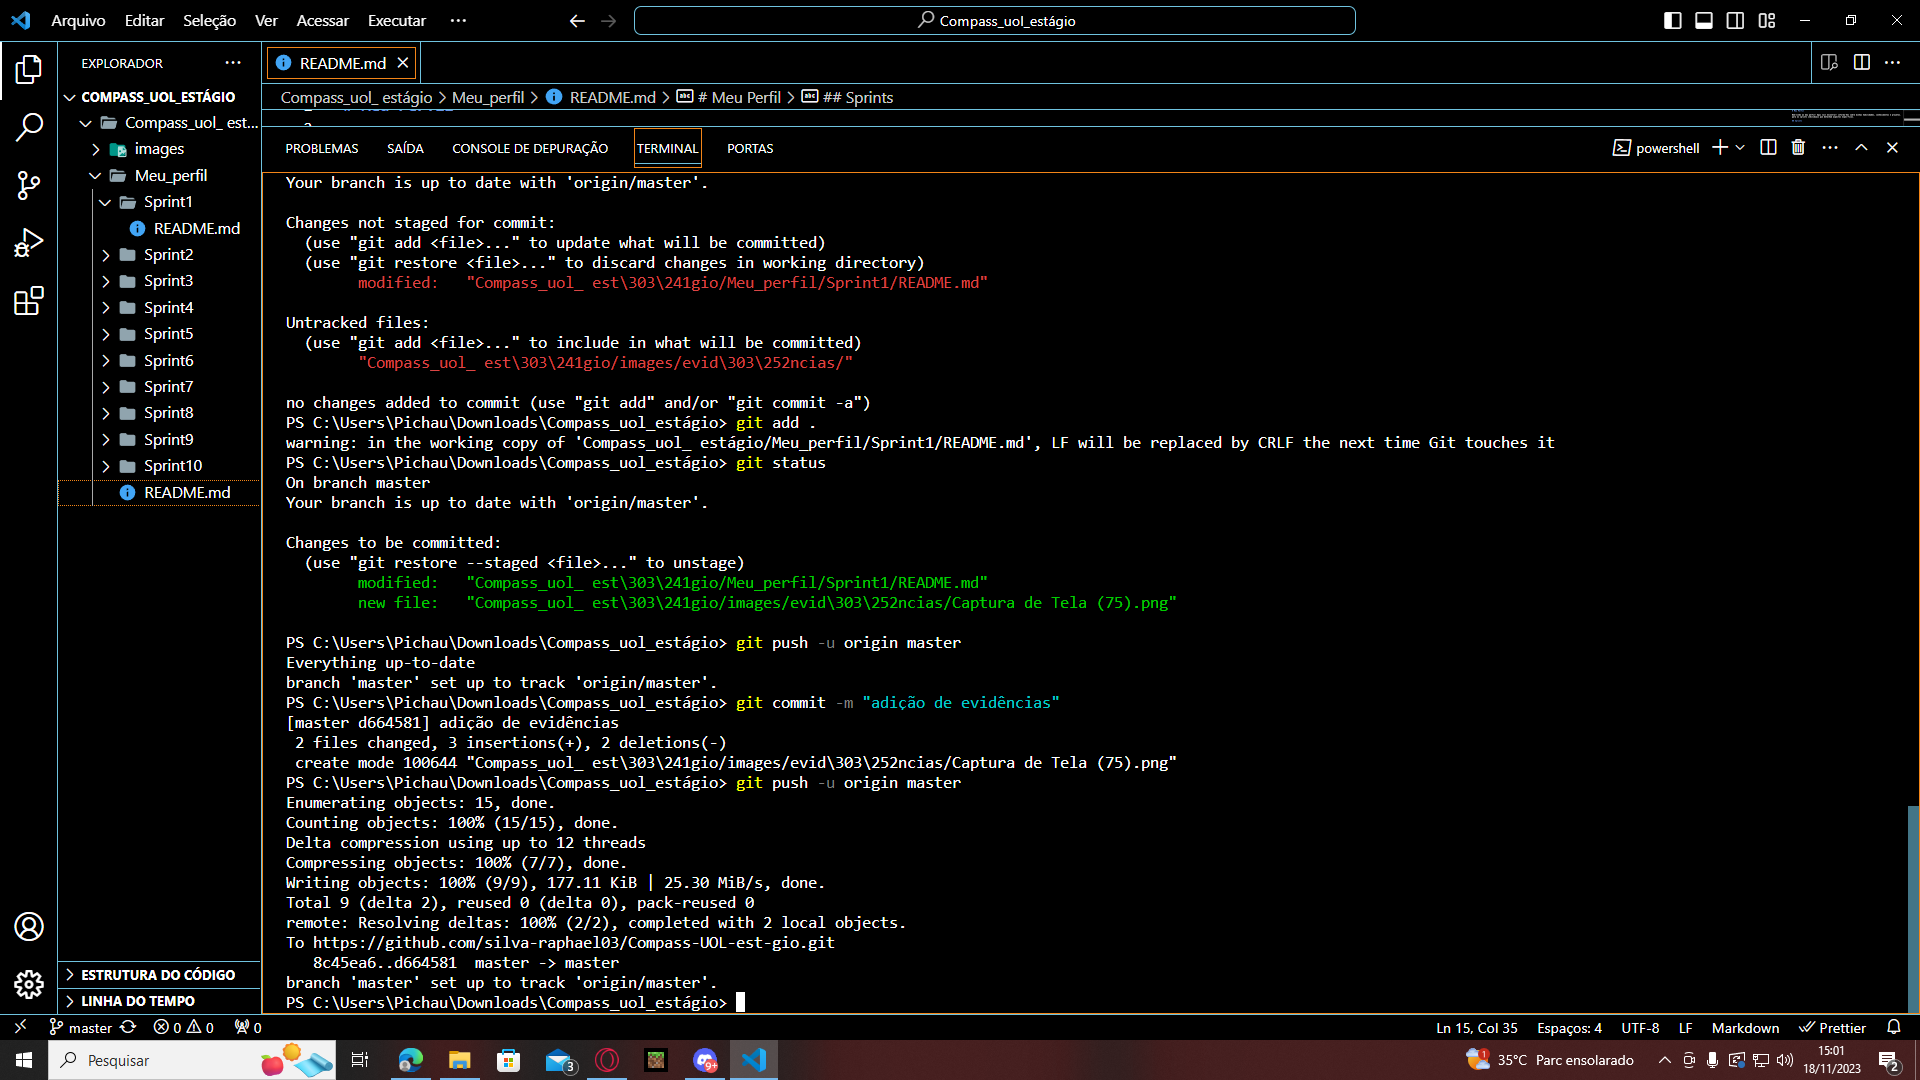 Arquivo Editar Seleção Ver Acessar Executar ···
Compass_uol_estágio
EXPLORADOR
COMPASS_UOL_ESTÁGIO
Compass_uol_ est...
images
Meu_perfil
Sprint1
README.md
Sprint2
Sprint3
Sprint4
Sprint5
Sprint6
Sprint7
Sprint8
Sprint9
Sprint10
README.md
ESTRUTURA DO CÓDIGO
LINHA DO TEMPO
README.md
Compass_uol_ estágio > Meu_perfil > README.md > # Meu Perfil > ## Sprints
PROBLEMAS SAÍDA CONSOLE DE DEPURAÇÃO TERMINAL PORTAS
powershell
Your branch is up to date with 'origin/master'.
Changes not staged for commit:
(use "git add <file>..." to update what will be committed)
(use "git restore <file>..." to discard changes in working directory)
modified: "Compass_uol_ est\303\241gio/Meu_perfil/Sprint1/README.md"
Untracked files:
(use "git add <file>..." to include in what will be committed)
"Compass_uol_ est\303\241gio/images/evid\303\252ncias/"
no changes added to commit (use "git add" and/or "git commit -a")
PS C:\Users\Pichau\Downloads\Compass_uol_estágio> git add .
warning: in the working copy of 'Compass_uol_ estágio/Meu_perfil/Sprint1/README.md', LF will be replaced by CRLF the next time Git touches it
PS C:\Users\Pichau\Downloads\Compass_uol_estágio> git status
On branch master
Your branch is up to date with 'origin/master'.
Changes to be committed:
(use "git restore --staged <file>..." to unstage)
modified: "Compass_uol_ est\303\241gio/Meu_perfil/Sprint1/README.md"
new file: "Compass_uol_ est\303\241gio/images/evid\303\252ncias/Captura de Tela (75).png"
PS C:\Users\Pichau\Downloads\Compass_uol_estágio> git push -u origin master
Everything up-to-date
branch 'master' set up to track 'origin/master'.
PS C:\Users\Pichau\Downloads\Compass_uol_estágio> git commit -m "adição de evidências"
[master d664581] adição de evidências
2 files changed, 3 insertions(+), 2 deletions(-)
create mode 100644 "Compass_uol_ est\303\241gio/images/evid\303\252ncias/Captura de Tela (75).png"
PS C:\Users\Pichau\Downloads\Compass_uol_estágio> git push -u origin master
Enumerating objects: 15, done.
Counting objects: 100% (15/15), done.
Delta compression using up to 12 threads
Compressing objects: 100% (7/7), done.
Writing objects: 100% (9/9), 177.11 KiB | 25.30 MiB/s, done.
Total 9 (delta 2), reused 0 (delta 0), pack-reused 0
remote: Resolving deltas: 100% (2/2), completed with 2 local objects.
To https://github.com/silva-raphael03/Compass-UOL-est-gio.git
8c45ea6..d664581 master -> master
branch 'master' set up to track 'origin/master'.
PS C:\Users\Pichau\Downloads\Compass_uol_estágio>
master 0 0 0
Ln 15, Col 35 Espaços: 4 UTF-8 LF Markdown Prettier
Pesquisar
3
9+
1
35°C Parc ensolarado
15:01
18/11/2023
2